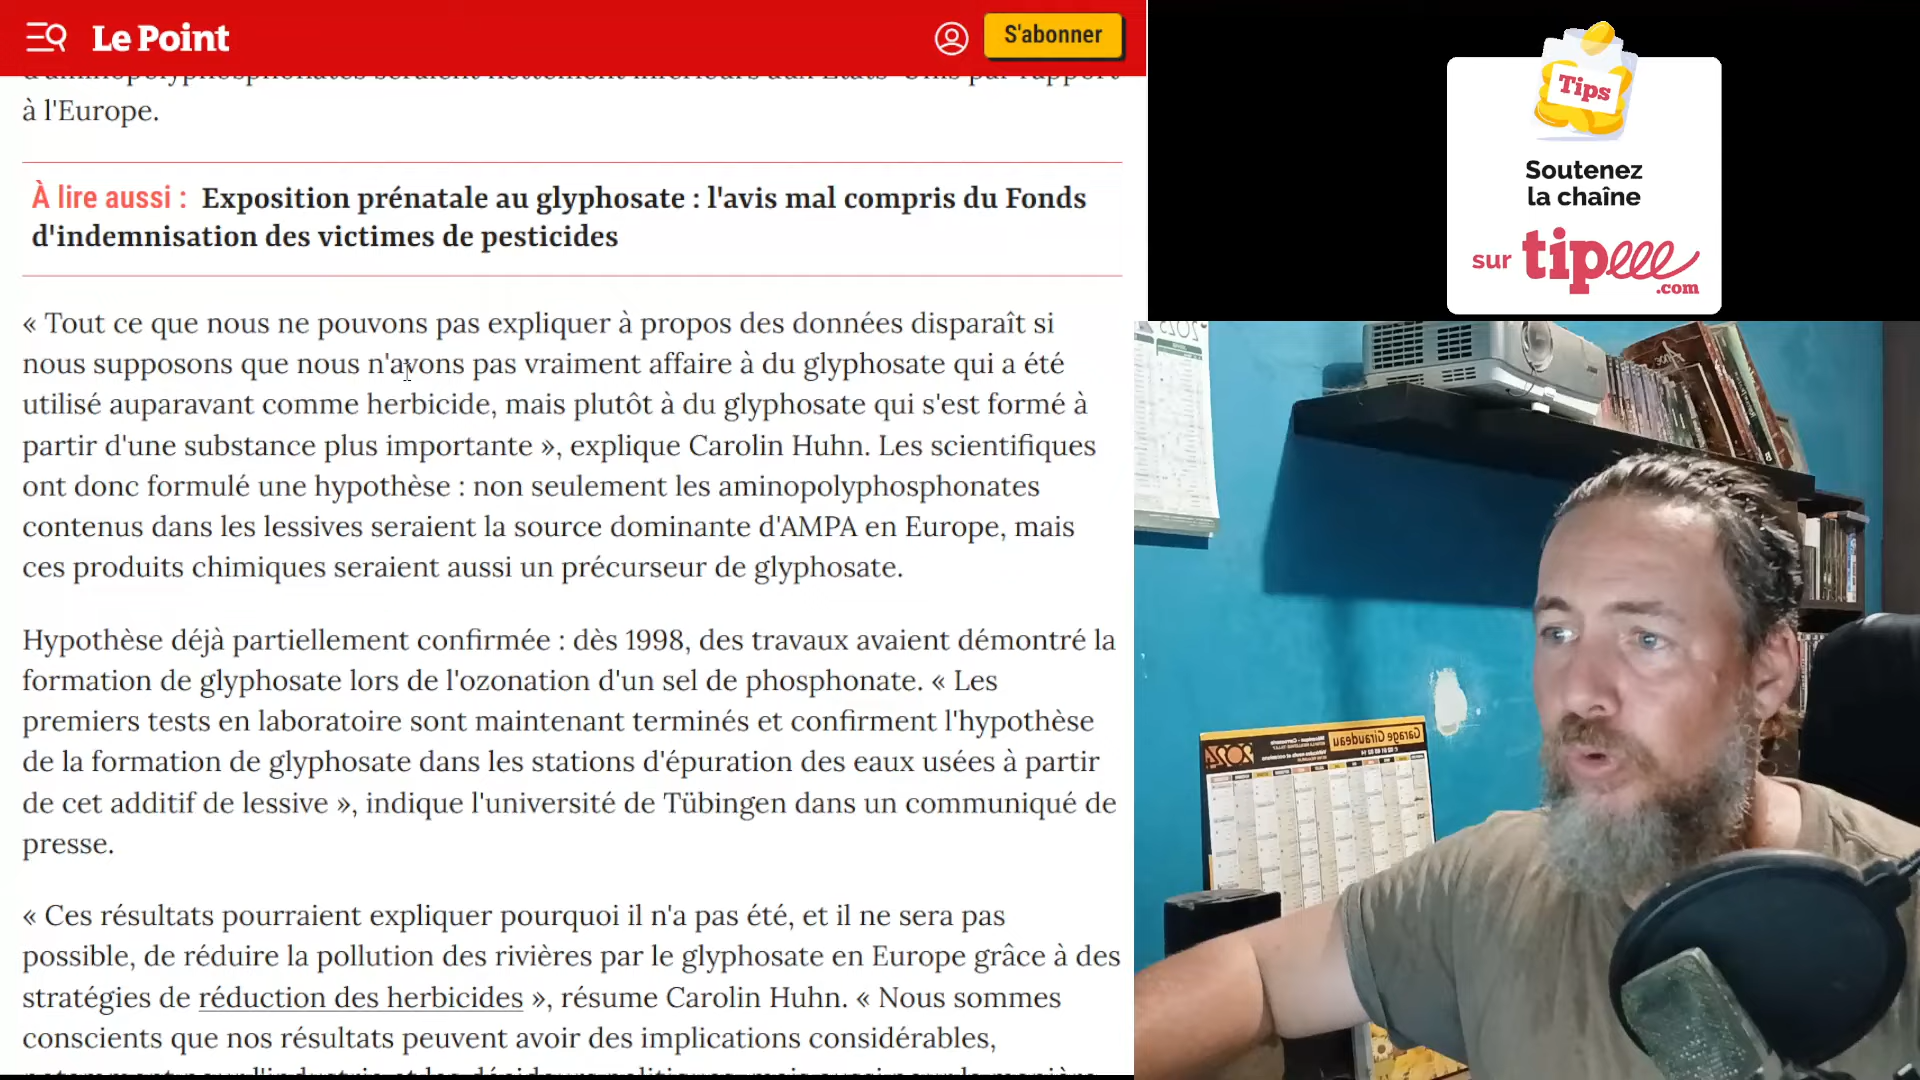 Le Point
S'abonner
à l'Europe.
À lire aussi : Exposition prénatale au glyphosate : l'avis mal compris du Fonds
d'indemnisation des victimes de pesticides
« Tout ce que nous ne pouvons pas expliquer à propos des données disparaît si
nous supposons que nous n'avons pas vraiment affaire à du glyphosate qui a été
utilisé auparavant comme herbicide, mais plutôt à du glyphosate qui s'est formé à
partir d'une substance plus importante », explique Carolin Huhn. Les scientifiques
ont donc formulé une hypothèse : non seulement les aminopolyphosphonates
contenus dans les lessives seraient la source dominante d'AMPA en Europe, mais
ces produits chimiques seraient aussi un précurseur de glyphosate.
Hypothèse déjà partiellement confirmée : dès 1998, des travaux avaient démontré la
formation de glyphosate lors de l'ozonation d'un sel de phosphonate. « Les
premiers tests en laboratoire sont maintenant terminés et confirment l'hypothèse
de la formation de glyphosate dans les stations d'épuration des eaux usées à partir
de cet additif de lessive », indique l'université de Tübingen dans un communiqué de
presse.
« Ces résultats pourraient expliquer pourquoi il n'a pas été, et il ne sera pas
possible, de réduire la pollution des rivières par le glyphosate en Europe grâce à des
stratégies de réduction des herbicides », résume Carolin Huhn. « Nous sommes
conscients que nos résultats peuvent avoir des implications considérables,
Tips
Soutenez
la chaîne
sur tipeee
.com
2025
Garage Giraudeau
2024